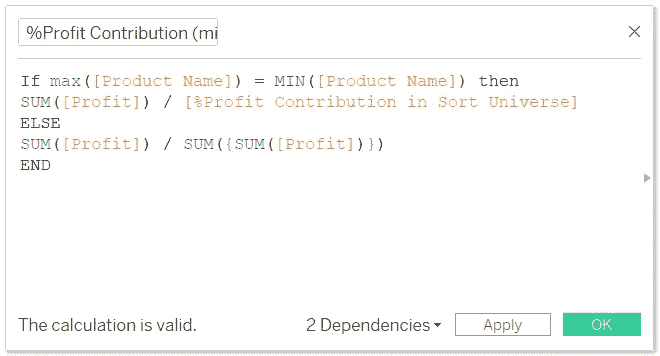 %Profit Contribution (mi
If max([Product Name]) = MIN([Product Name]) then
SUM([Profit]) / [%Profit Contribution in Sort Universe]
ELSE
SUM([Profit]) / SUM({SUM([Profit])})
END
The calculation is valid.
2 Dependencies
Apply
OK